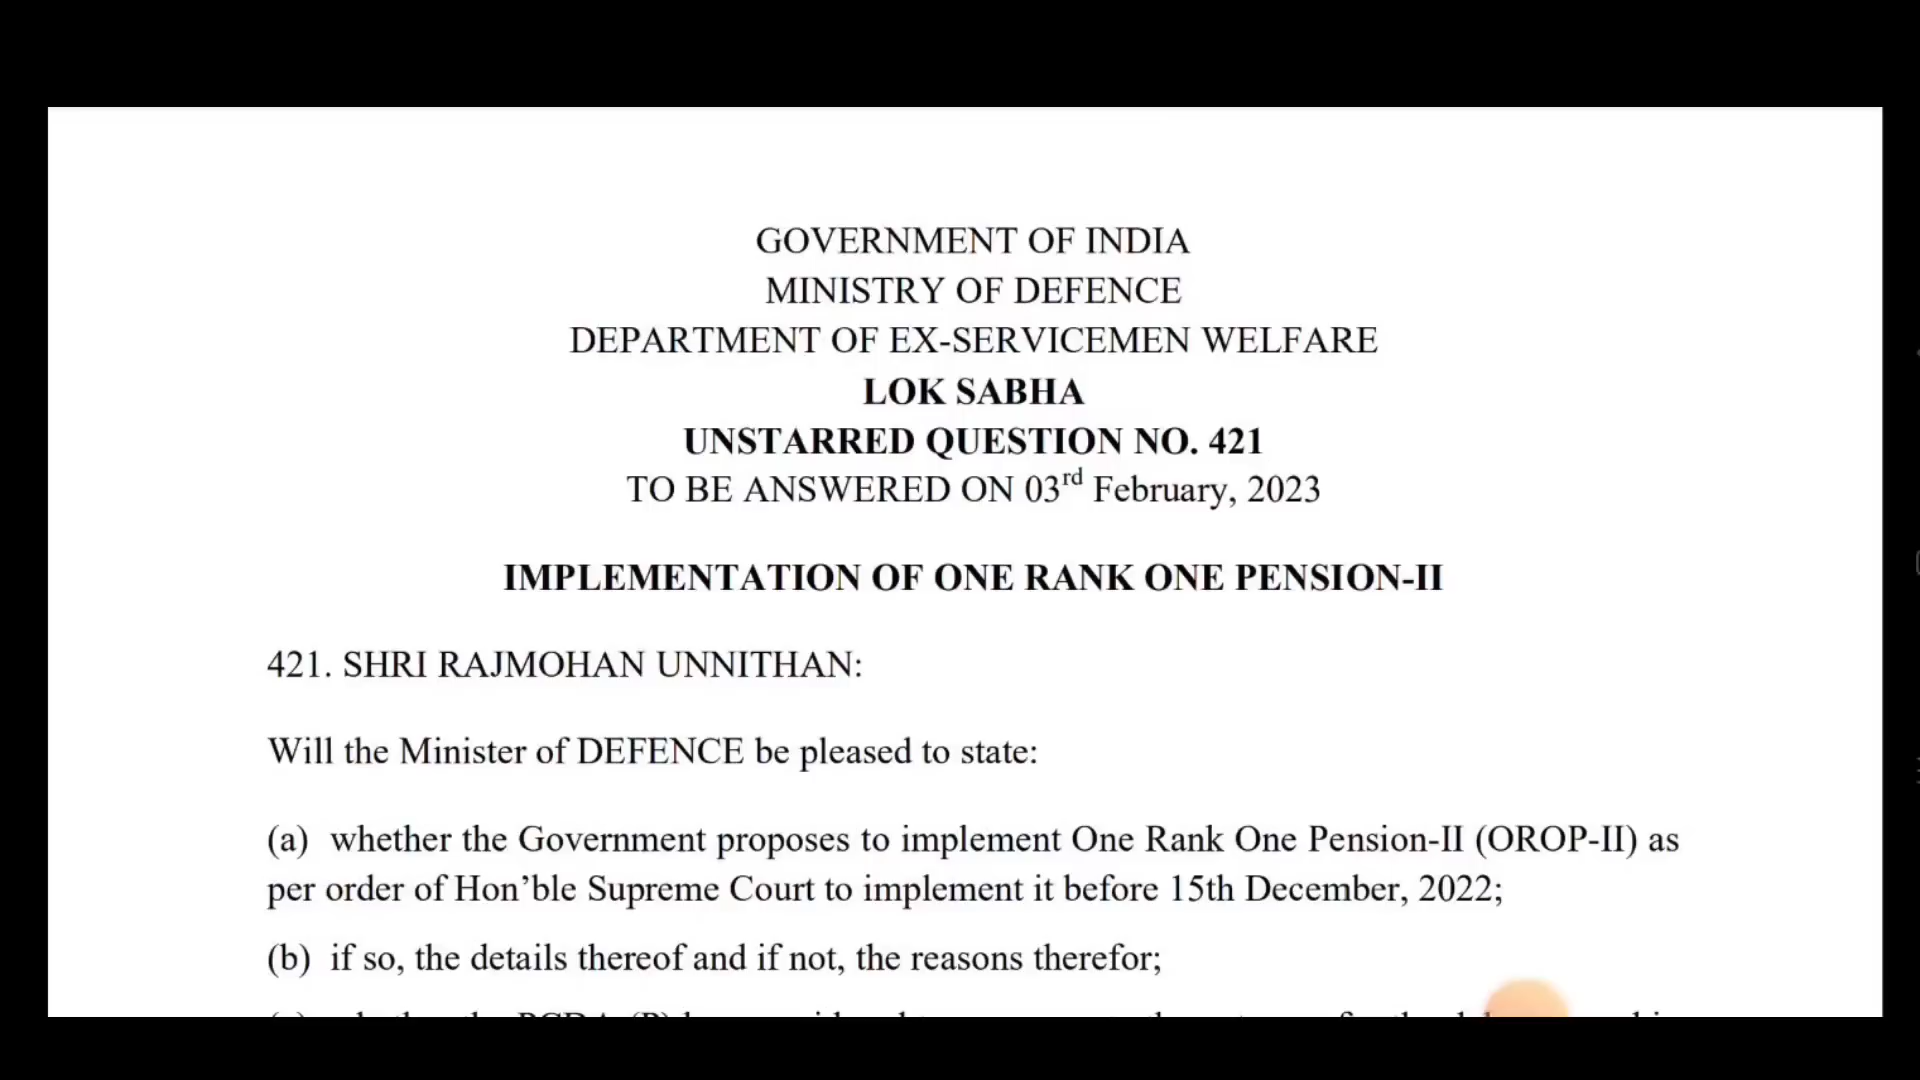 GOVERNMENT OF INDIA
MINISTRY OF DEFENCE
DEPARTMENT OF EX-SERVICEMEN WELFARE
LOK SABHA
UNSTARRED QUESTION NO. 421
TO BE ANSWERED ON 03rd February, 2023
IMPLEMENTATION OF ONE RANK ONE PENSION-II
421. SHRI RAJMOHAN UNNITHAN:
Will the Minister of DEFENCE be pleased to state:
(a) whether the Government proposes to implement One Rank One Pension-II (OROP-II) as
per order of Hon’ble Supreme Court to implement it before 15th December, 2022;
(b) if so, the details thereof and if not, the reasons therefor;